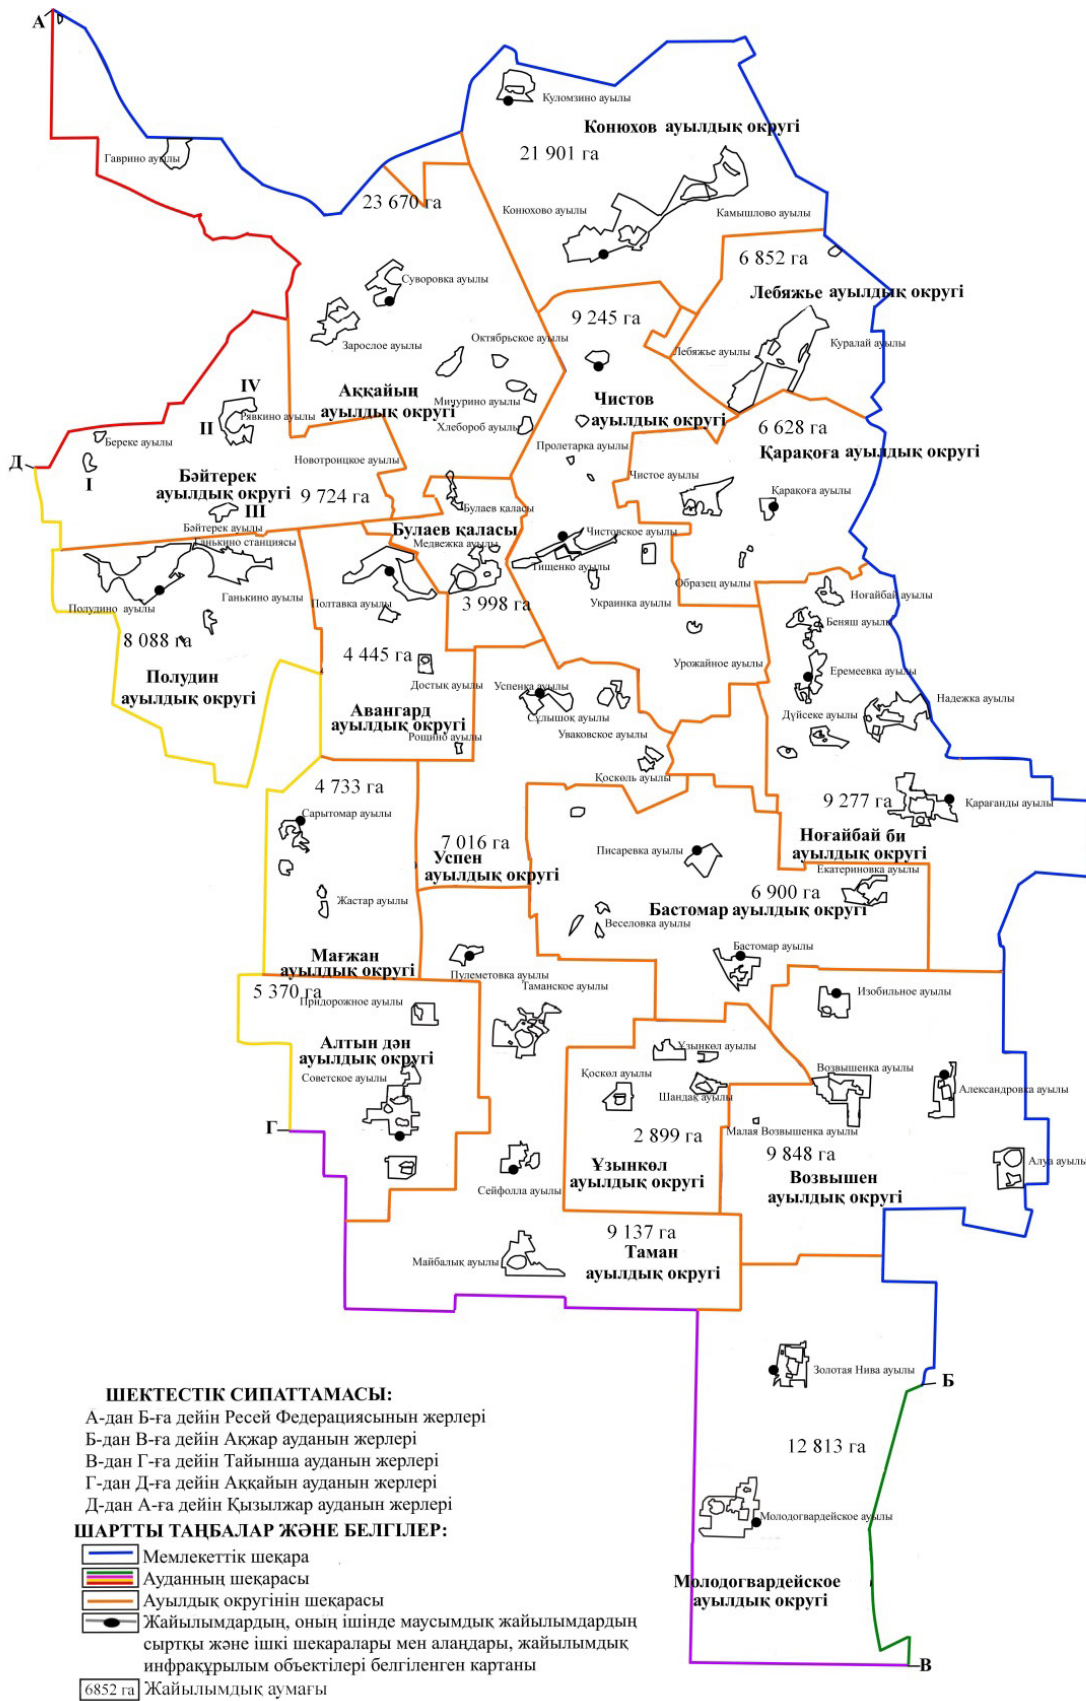 А
Куломзино ауылы
Конюхов ауылдық округі
21 901 га
Гаврино ауылы
23 670 га
Конюхово ауылы
Камышлово ауылы
6 852 га
Суворовка ауылы
Лебяжье ауылдық округі
9 245 га
Октябрьское ауылы
Зарослое ауылы
Лебяжье ауылы
Куралай ауылы
IV
Аққайың
ауылдық округі
Мичурино ауылы
Чистов
ауылдық округі
Рявкино ауылы
II
Хлебороб ауылы
6 628 га
Береке ауылы
Пролетарка ауылы
Қарақоға ауылдық округі
Д
Новотроицкое ауылы
I
Бәйтерек
ауылдық округі
9 724 га
Чистое ауылы
Қарақоға ауылы
III
Булаев қаласы
Бәйтерек ауылы
Булаев қаласы
Чистовское ауылы
Ганькино станциясы
Медвежка ауылы
Тищенко ауылы
Образец ауылы
Полудино ауылы
Ганькино ауылы
Полтавка ауылы
3 998 га
Украинка ауылы
Ноғайбай ауылы
8 088 га
Беняш ауылы
4 445 га
Полудин
ауылдық округі
Достық ауылы
Успенка ауылы
Урожайное ауылы
Еремеевка ауылы
Авангард
ауылдық округі
Сұлышоқ ауылы
Дүйсеке ауылы
Надежка ауылы
Рощино ауылы
Уваковское ауылы
Қоскөль ауылы
4 733 га
9 277 га
Қарағанды ауылы
Сарытомар ауылы
7 016 га
Успен
ауылдық округі
Писаревка ауылы
Ноғайбай би
ауылдық округі
Екатериновка ауылы
6 900 га
Жастар ауылы
Бастомар ауылдық округі
Веселовка ауылы
Мағжан
ауылдық округі
Бастомар ауылы
Пулеметовка ауылы
Таманское ауылы
5 370 га
Придорожное ауылы
Изобильное ауылы
Алтын дән
ауылдық округі
Ұзынкөл ауылы
Советское ауылы
Қоскөл ауылы
Возвышенка ауылы
Шандақ ауылы
Александровка ауылы
Г
Малая Возвышенка ауылы
2 899 га
9 848 га
Алуа ауылы
Ұзынкөл
ауылдық округі
Возвышен
ауылдық округі
Сейфолла ауылы
9 137 га
Таман
ауылдық округі
Майбалық ауылы
Золотая Нива ауылы
Б
12 813 га
Молодогвардейское ауылы
Молодогвардейское
ауылдық округі
В
ШЕКТЕСТІК СИПАТТАМАСЫ:
А-дан Б-ға дейін Ресей Федерациясынын жерлері
Б-дан В-ға дейін Ақжар ауданын жерлері
В-дан Г-ға дейін Тайынша ауданын жерлері
Г-дан Д-ға дейін Аққайын ауданын жерлері
Д-дан А-ға дейін Қызылжар ауданын жерлері
ШАРТТЫ ТАҢБАЛАР ЖӘНЕ БЕЛГІЛЕР:
Мемлекеттік шеқара
Ауданның шеқарасы
Ауылдық округінін шеқарасы
Жайылымдардың, оның ішінде маусымдық жайылымдардың
сыртқы және ішкі шекаралары мен алаңдары, жайылымдық
инфрақұрылым объектілері белгіленген картаны
6852 га Жайылымдық аумағы